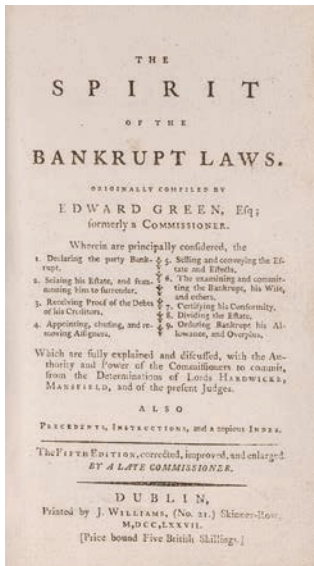 THE
SPIRIT
OF THE
BANKRUPT LAWS.
ORIGINALLY COMPILED BY
EDWARD GREEN, Esq;
formerly a COMMISSIONER.
Wherein are principally considered, the
1. Declaring the party Bank-
rupt.
2. Seizing his Estate, and sum-
moning him to surrender.
3. Receiving Proof of the Debts
of his Creditors.
4. Appointing, chusing, and re-
moving Assignees.
5. Selling and conveying the Es-
tate and Effects.
6. The examining and commit-
ting the Bankrupt, his Wife,
and others.
7. Certifying his Conformity.
8. Dividing the Estate.
9. Ordering Bankrupt his Al-
lowance, and Overplus.
Which are fully explained and discussed, with the Au-
thority and Power of the Commissioners to commit,
from the Determinations of Lords HARDWICKE,
MANSFIELD, and of the present Judges.
ALSO
PRECEDENTS, INSTRUCTIONS, and a copious INDEX.
The FIFTH EDITION, corrected, improved, and enlarged
BY A LATE COMMISSIONER.
DUBLIN,
Printed by J. WILLIAMS, (No. 21.) Skinner-Row,
M,DCC,LXXVII.
[Price bound Five British Shillings.]